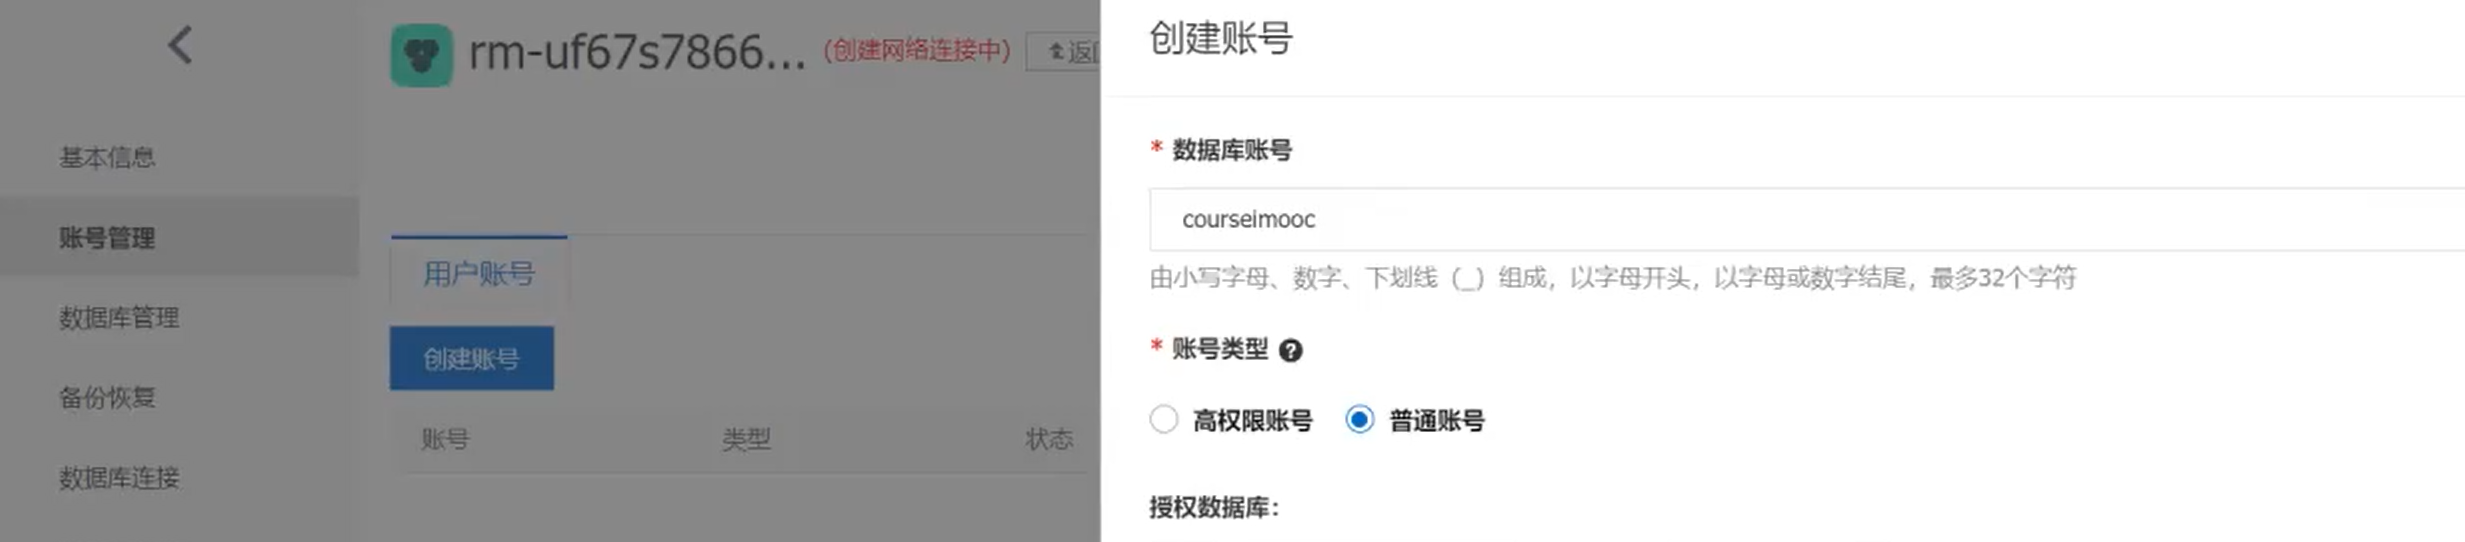 rm-uf67s7866... (创建网络连接中)
基本信息
账号管理
数据库管理
备份恢复
数据库连接
用户账号
创建账号
账号 类型 状态
创建账号
* 数据库账号
courseimooc
由小写字母、数字、下划线（_）组成，以字母开头，以字母或数字结尾，最多32个字符
* 账号类型 ?
高权限账号 普通账号
授权数据库：